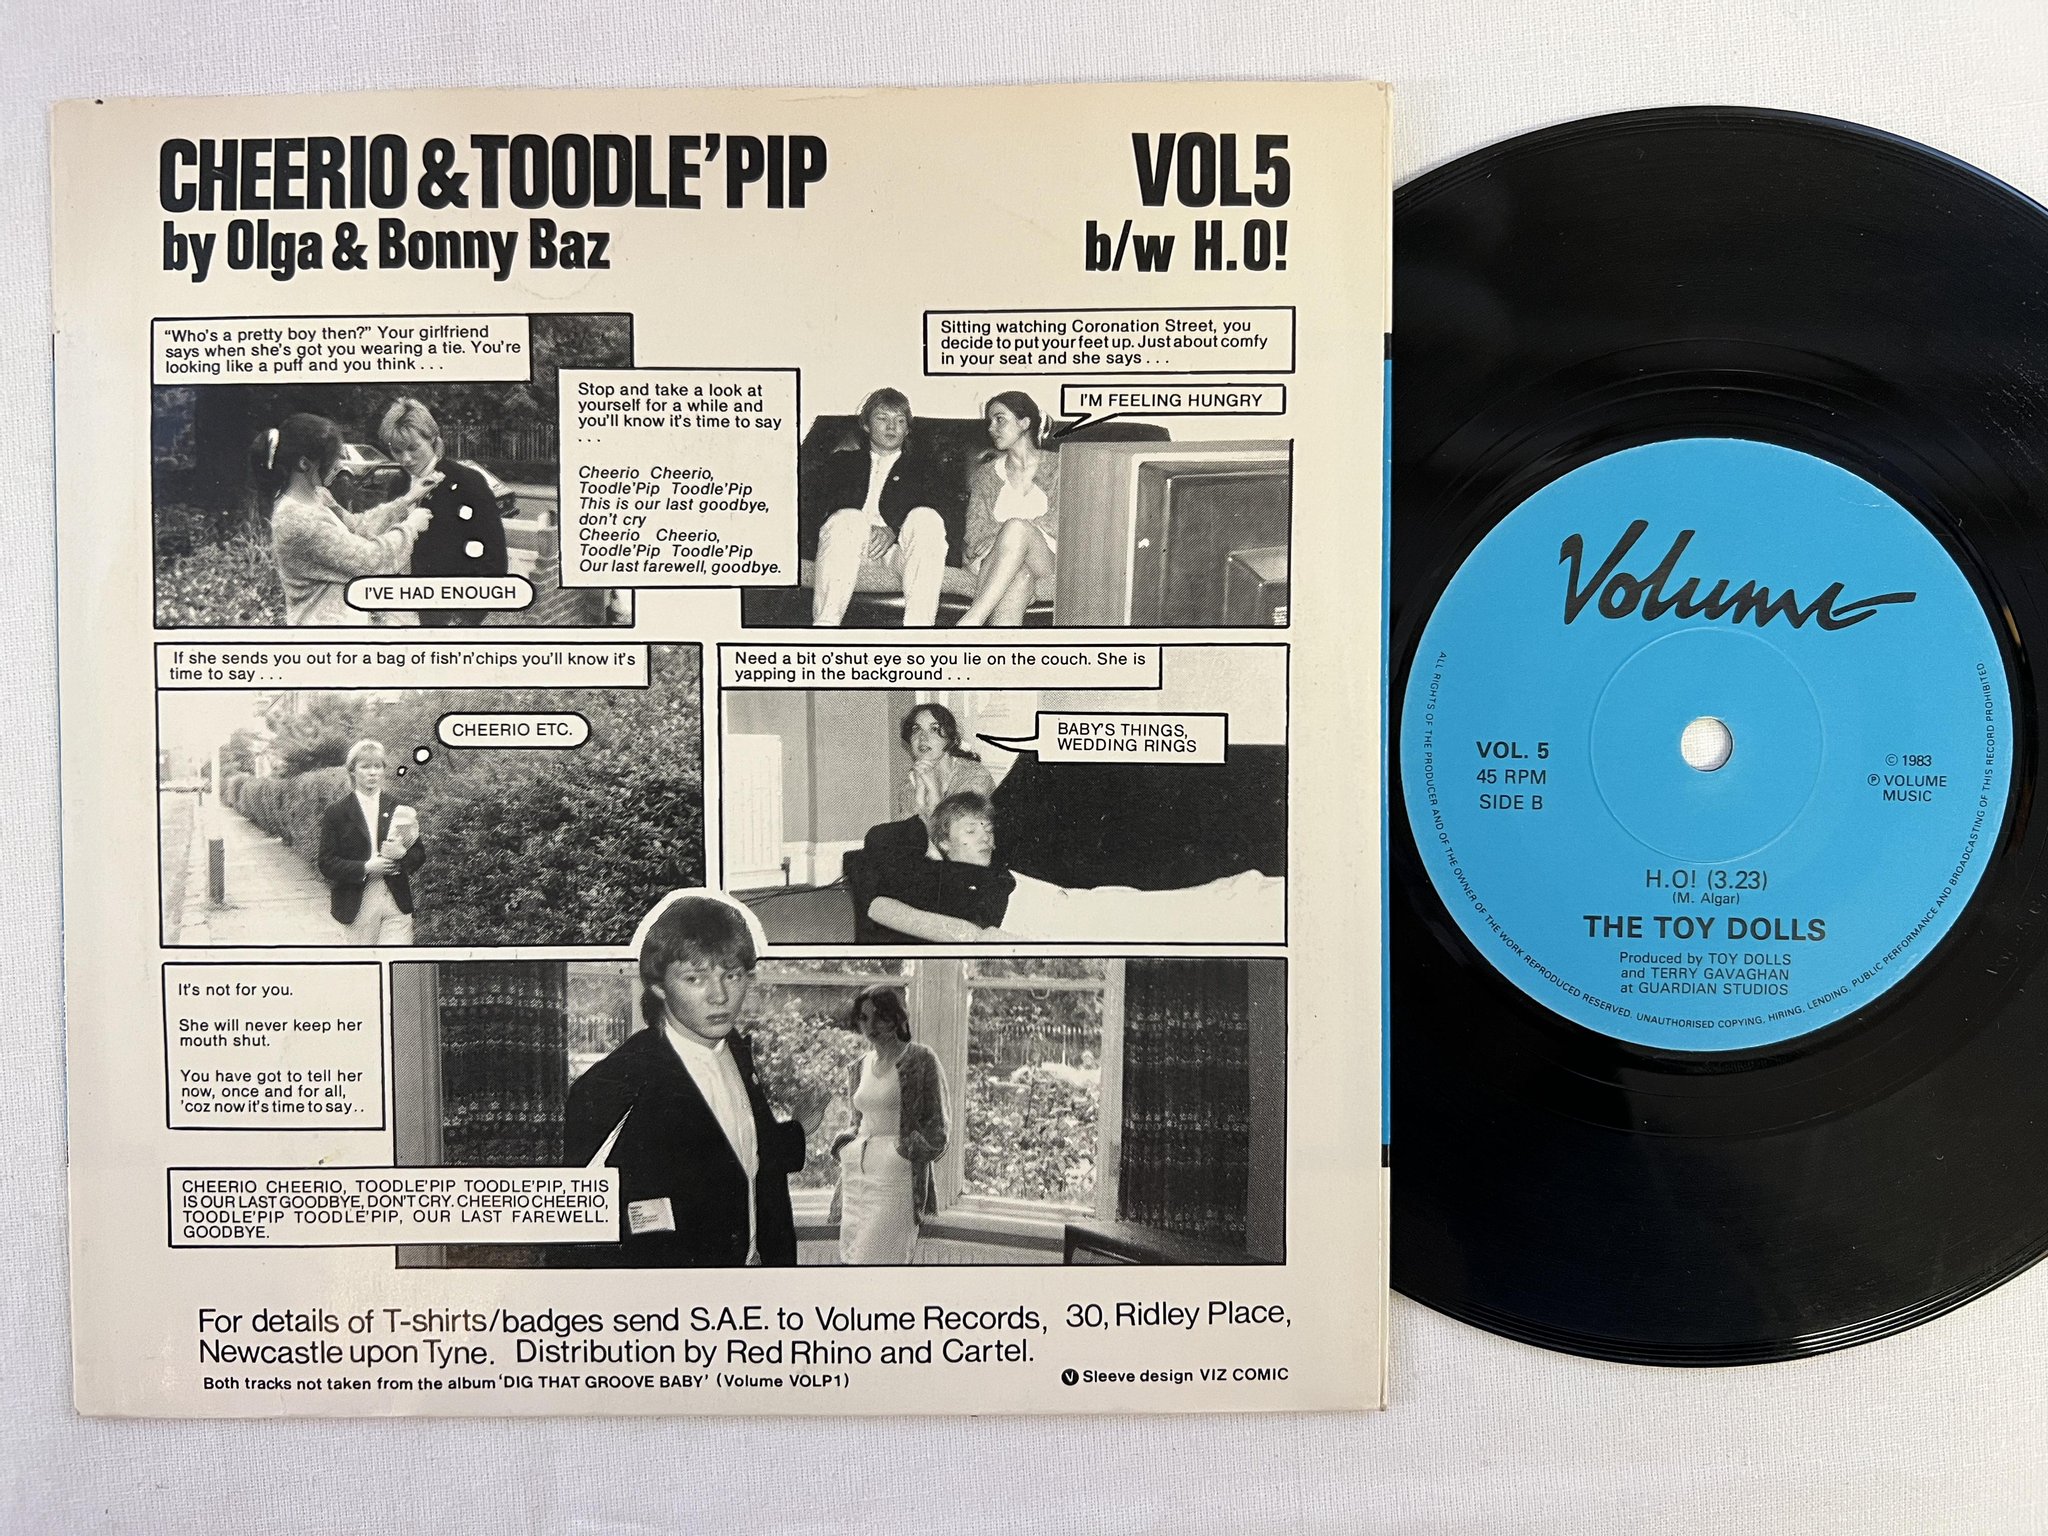 CHEERIO & TOODLE'PIP
by Olga & Bonny Baz
VOL5
b/w H.O!
"Who's a pretty boy then?" Your girlfriend
says when she's got you wearing a tie. You're
looking like a puff and you think . . .
I'VE HAD ENOUGH
Stop and take a look at
yourself for a while and
you'll know it's time to say
. . .
Cheerio Cheerio,
Toodle'Pip Toodle'Pip
This is our last goodbye,
don't cry
Cheerio Cheerio,
Toodle'Pip Toodle'Pip
Our last farewell, goodbye.
Sitting watching Coronation Street, you
decide to put your feet up. Just about comfy
in your seat and she says . . .
I'M FEELING HUNGRY
If she sends you out for a bag of fish'n'chips you'll know it's
time to say . . .
CHEERIO ETC.
Need a bit o'shut eye so you lie on the couch. She is
yapping in the background . . .
BABY'S THINGS,
WEDDING RINGS
It's not for you.
She will never keep her
mouth shut.
You have got to tell her
now, once and for all,
'coz now it's time to say..
CHEERIO CHEERIO, TOODLE'PIP TOODLE'PIP, THIS
IS OUR LAST GOODBYE, DON'T CRY. CHEERIO CHEERIO,
TOODLE'PIP TOODLE'PIP, OUR LAST FAREWELL.
GOODBYE.
For details of T-shirts/badges send S.A.E. to Volume Records, 30, Ridley Place,
Newcastle upon Tyne. Distribution by Red Rhino and Cartel.
Both tracks not taken from the album 'DIG THAT GROOVE BABY' (Volume VOLP1)
V Sleeve design VIZ COMIC
Volume
VOL. 5
45 RPM
SIDE B
© 1983
℗ VOLUME
MUSIC
H.O! (3.23)
(M. Algar)
THE TOY DOLLS
Produced by TOY DOLLS
and TERRY GAVAGHAN
at GUARDIAN STUDIOS
ALL RIGHTS OF THE PRODUCER AND OF THE OWNER OF THE WORK REPRODUCED RESERVED. UNAUTHORISED COPYING, HIRING, LENDING, PUBLIC PERFORMANCE AND BROADCASTING OF THIS RECORD PROHIBITED